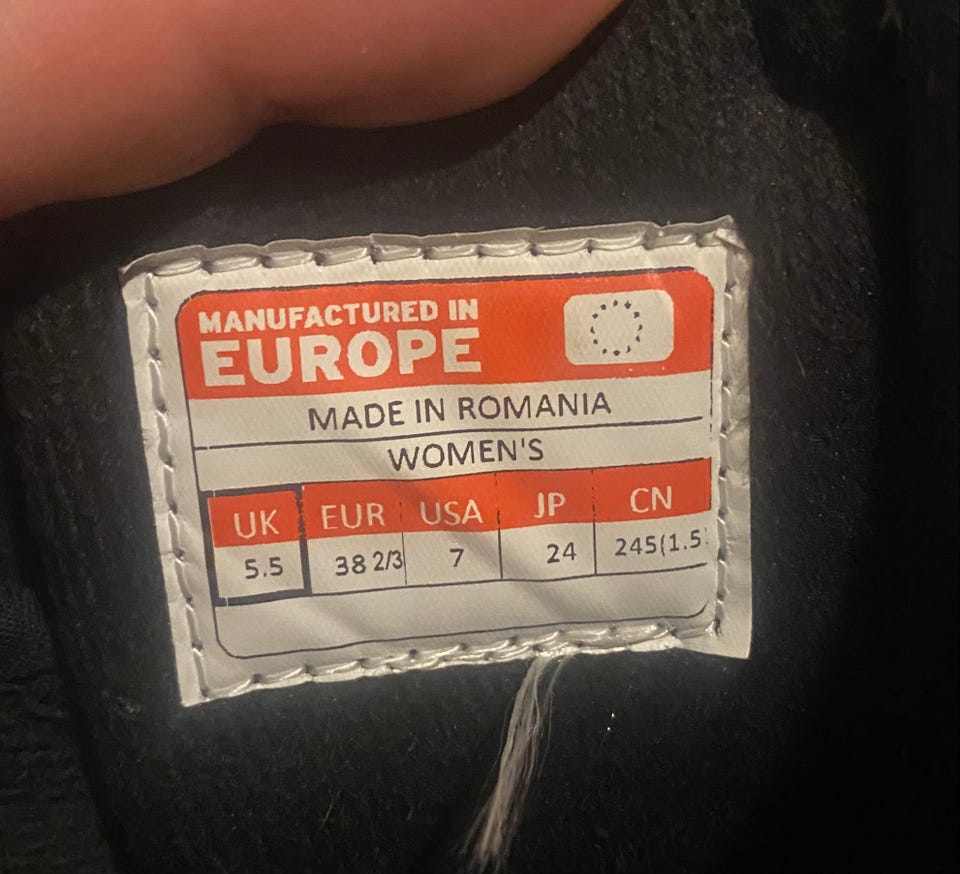 MANUFACTURED IN
EUROPE
MADE IN ROMANIA
WOMEN'S
UK EUR USA JP CN
5.5 38 2/3 7 24 245(1.5